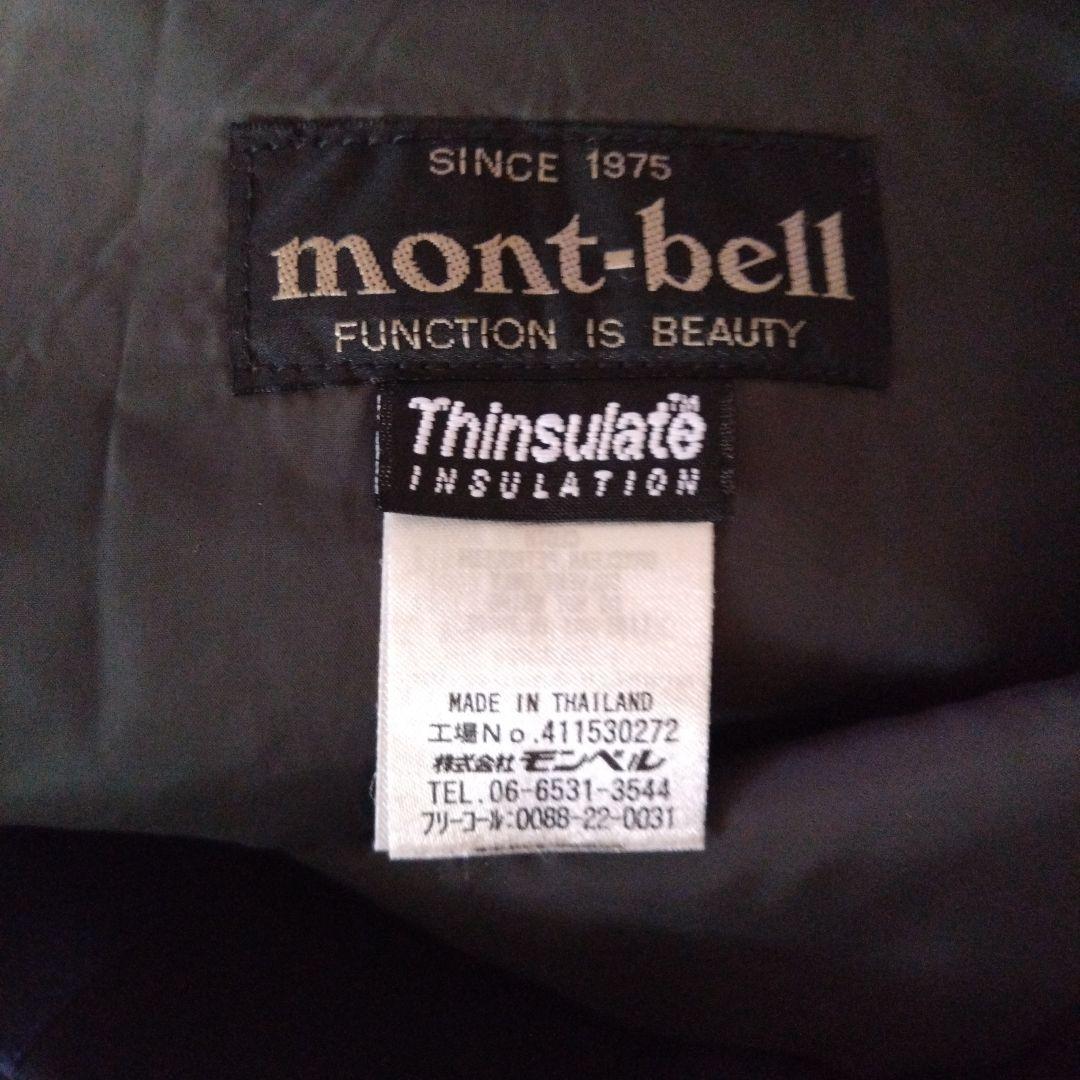 SINCE 1975
mont-bell
FUNCTION IS BEAUTY
Thinsulate™
INSULATION
MADE IN THAILAND
工場No.411530272
株式会社 モンベル
TEL.06-6531-3544
フリーコール:0088-22-0031